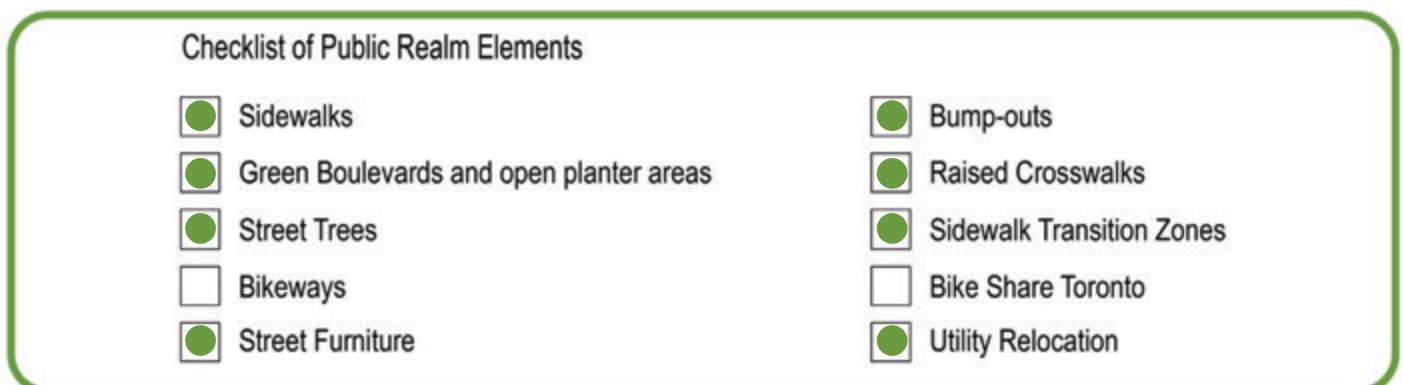 Checklist of Public Realm Elements
Sidewalks
Green Boulevards and open planter areas
Street Trees
Bikeways
Street Furniture
Bump-outs
Raised Crosswalks
Sidewalk Transition Zones
Bike Share Toronto
Utility Relocation